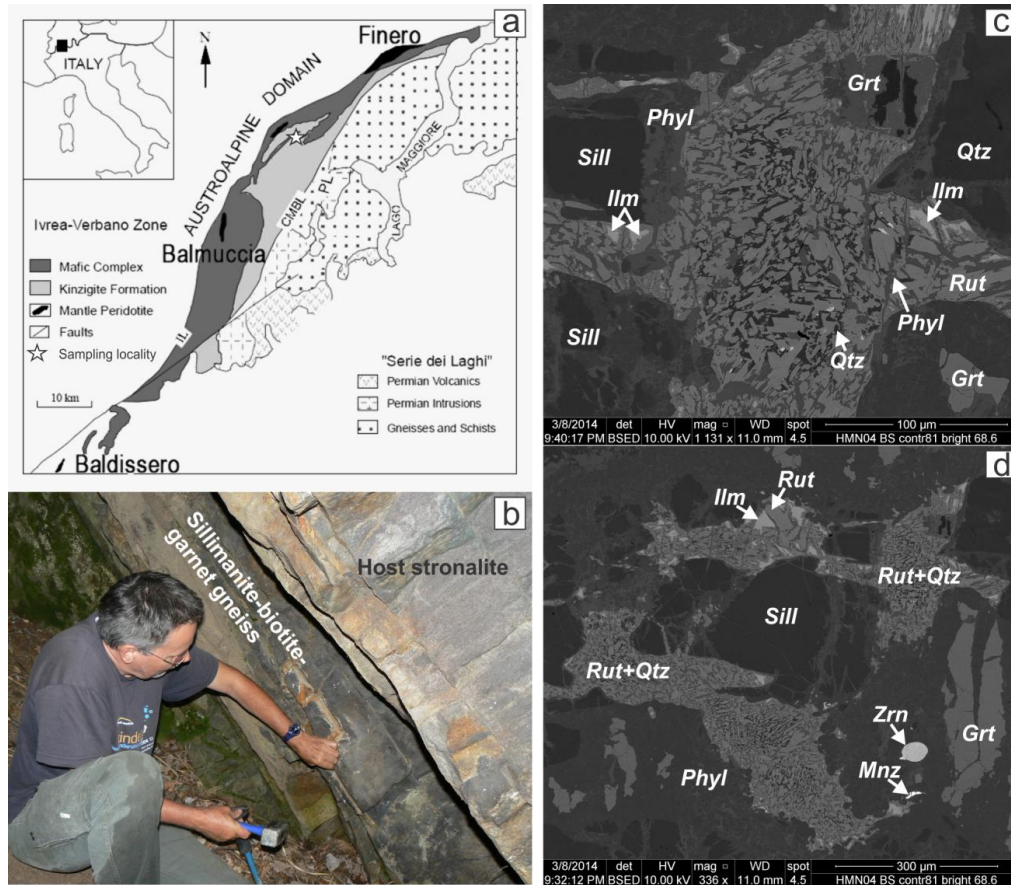 a
ITALY
N
Finero
AUSTROALPINE DOMAIN
MAGGIORE
LAGO
PL
CMBL
Balmuccia
IL
Ivrea-Verbano Zone
Mafic Complex
Kinzigite Formation
Mantle Peridotite
Faults
Sampling locality
10 km
Baldissero
"Serie dei Laghi"
Permian Volcanics
Permian Intrusions
Gneisses and Schists
b
Sillimanite-biotite-
garnet gneiss
Host stronalite
c
Grt
Phyl
Sill
Qtz
Ilm
Ilm
Rut
Phyl
Sill
Qtz
Grt
3/8/2014 det HV mag □ WD spot 100 µm
9:40:17 PM BSED 10.00 kV 1 131 x 11.0 mm 4.5 HMN04 BS contr81 bright 68.6
d
Rut
Ilm
Rut+Qtz
Sill
Rut+Qtz
Zrn
Grt
Mnz
Phyl
3/8/2014 det HV mag □ WD spot 300 µm
9:32:12 PM BSED 10.00 kV 336 x 11.0 mm 4.5 HMN04 BS contr81 bright 68.6